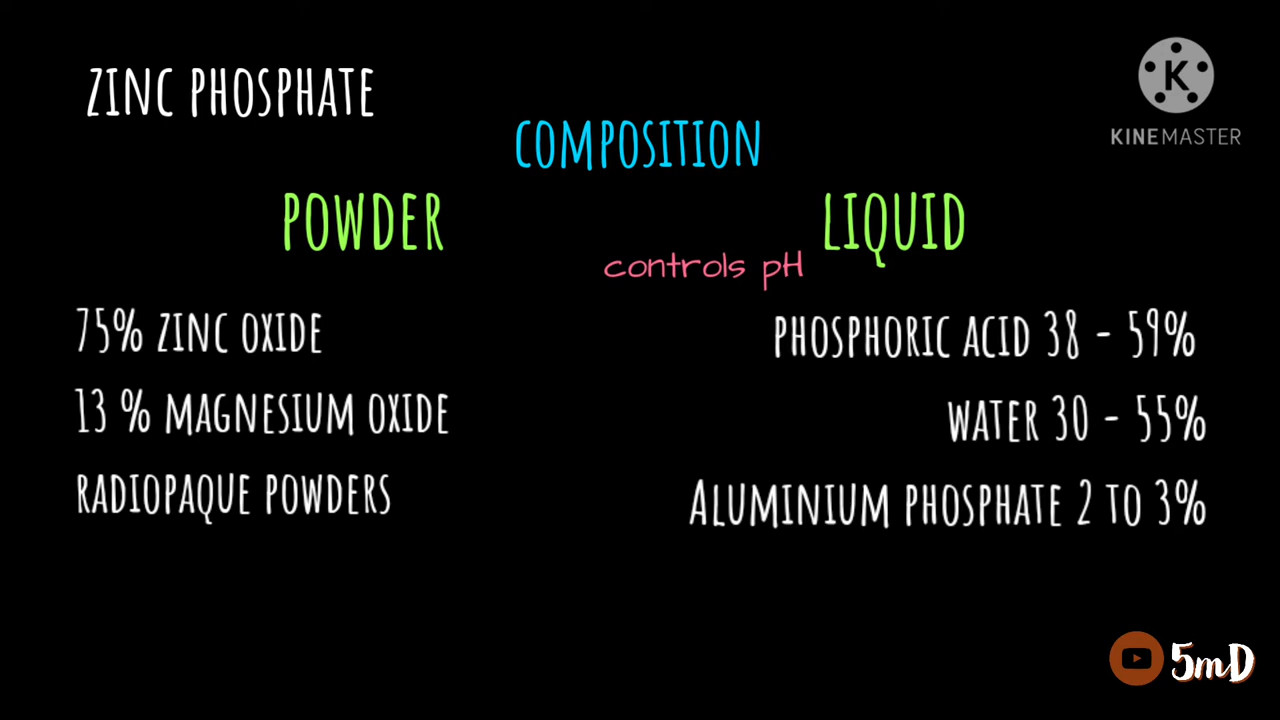 ZINC PHOSPHATE
K
KINEMASTER
COMPOSITION
POWDER
LIQUID
controls pH
75% ZINC OXIDE
PHOSPHORIC ACID 38 - 59%
13 % MAGNESIUM OXIDE
WATER 30 - 55%
RADIOPAQUE POWDERS
ALUMINIUM PHOSPHATE 2 TO 3%
5mD